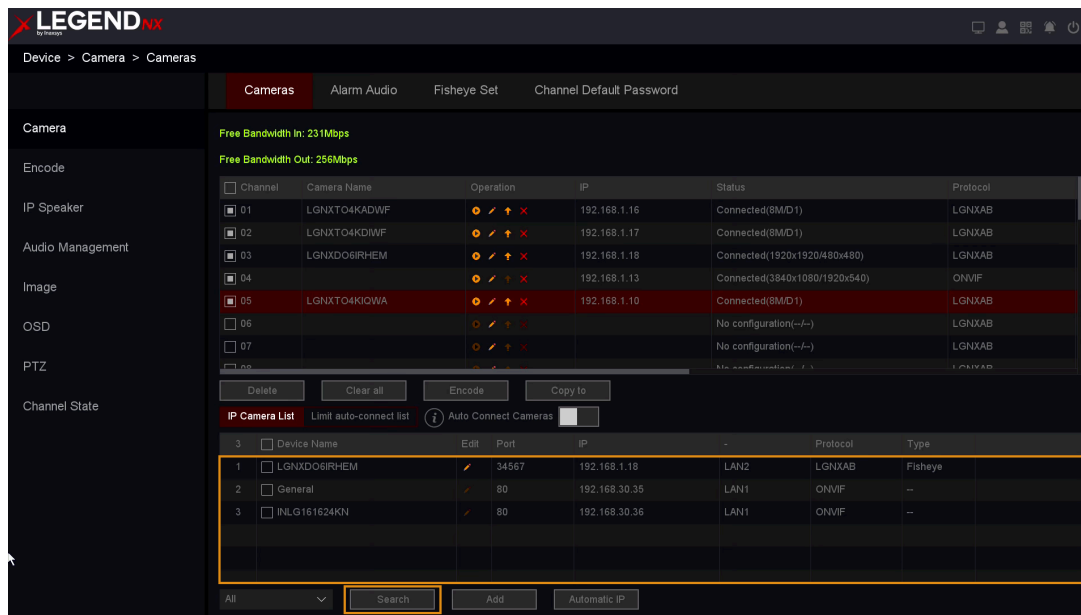 LEGENDNX
by Inaxsys
Device > Camera > Cameras
Cameras Alarm Audio Fisheye Set Channel Default Password
Camera
Encode
IP Speaker
Audio Management
Image
OSD
PTZ
Channel State
Free Bandwidth In: 231Mbps
Free Bandwidth Out: 256Mbps
Channel Camera Name Operation IP Status Protocol
01 LGNXTO4KADWF 192.168.1.16 Connected(8M/D1) LGNXAB
02 LGNXTO4KDIWF 192.168.1.17 Connected(8M/D1) LGNXAB
03 LGNXDO6IRHEM 192.168.1.18 Connected(1920x1920/480x480) LGNXAB
04 192.168.1.13 Connected(3840x1080/1920x540) ONVIF
05 LGNXTO4KIQWA 192.168.1.10 Connected(8M/D1) LGNXAB
06 No configuration(--/--) LGNXAB
07 No configuration(--/--) LGNXAB
08 No configuration(--/--) LGNXAB
Delete Clear all Encode Copy to
IP Camera List Limit auto-connect list i Auto Connect Cameras
3 Device Name Edit Port IP - Protocol Type
1 LGNXDO6IRHEM 34567 192.168.1.18 LAN2 LGNXAB Fisheye
2 General 80 192.168.30.35 LAN1 ONVIF --
3 INLG161624KN 80 192.168.30.36 LAN1 ONVIF --
All Search Add Automatic IP